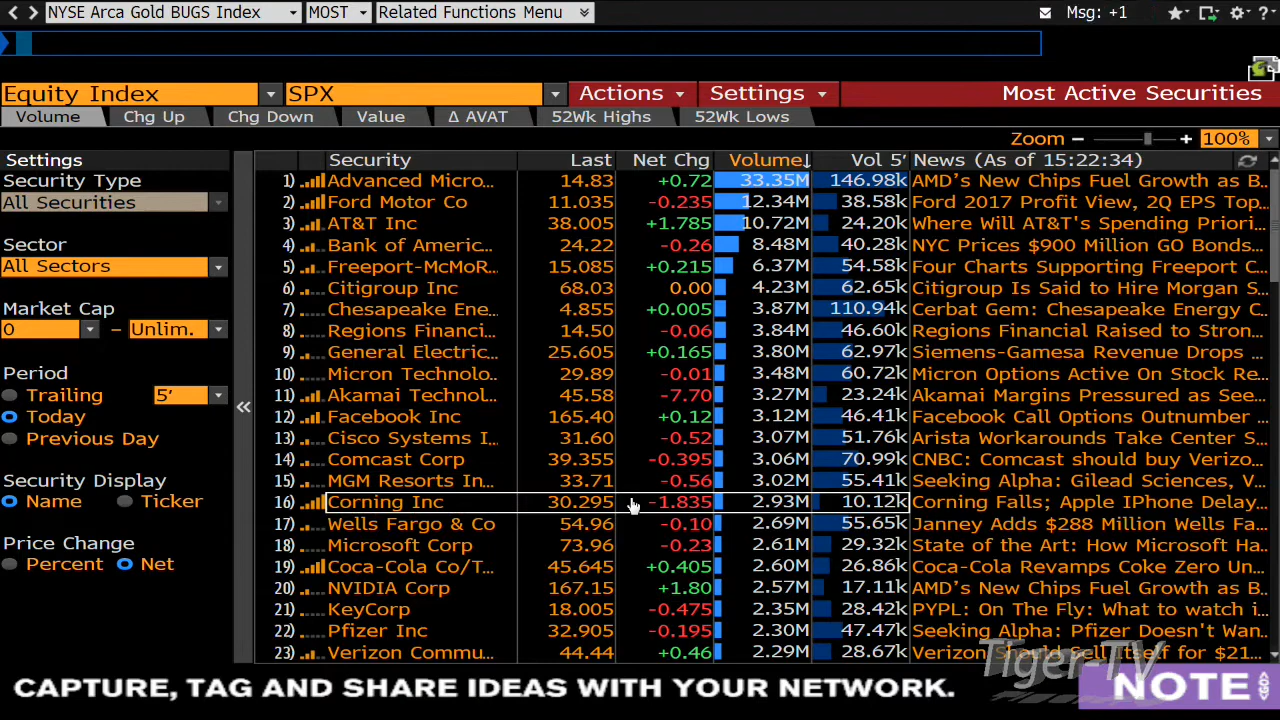 NYSE Arca Gold BUGS Index MOST Related Functions Menu Msg: +1
Equity Index SPX Actions Settings Most Active Securities
Volume Chg Up Chg Down Value Δ AVAT 52Wk Highs 52Wk Lows
Zoom − + 100%
Settings
Security Type
All Securities
Sector
All Sectors
Market Cap
0 – Unlim.
Period
Trailing 5'
Today
Previous Day
Security Display
Name Ticker
Price Change
Percent Net
Security Last Net Chg Volume↓ Vol 5' News (As of 15:22:34)
1) Advanced Micro... 14.83 +0.72 33.35M 146.98k AMD's New Chips Fuel Growth as B...
2) Ford Motor Co 11.035 -0.235 12.34M 38.58k Ford 2017 Profit View, 2Q EPS Top...
3) AT&T Inc 38.005 +1.785 10.72M 24.20k Where Will AT&T's Spending Priori...
4) Bank of Americ... 24.22 -0.26 8.48M 40.28k NYC Prices $900 Million GO Bonds...
5) Freeport-McMoR... 15.085 +0.215 6.37M 54.58k Four Charts Supporting Freeport C...
6) Citigroup Inc 68.03 0.00 4.23M 62.65k Citigroup Is Said to Hire Morgan S...
7) Chesapeake Ene... 4.855 +0.005 3.87M 110.94k Cerbat Gem: Chesapeake Energy C...
8) Regions Financi... 14.50 -0.06 3.84M 46.60k Regions Financial Raised to Stron...
9) General Electric... 25.605 +0.165 3.80M 62.97k Siemens-Gamesa Revenue Drops ...
10) Micron Technolo... 29.89 -0.01 3.48M 60.72k Micron Options Active On Stock Re...
11) Akamai Technol... 45.58 -7.70 3.27M 23.24k Akamai Margins Pressured as See...
12) Facebook Inc 165.40 +0.12 3.12M 46.41k Facebook Call Options Outnumber ...
13) Cisco Systems I... 31.60 -0.52 3.07M 51.76k Arista Workarounds Take Center S...
14) Comcast Corp 39.355 -0.395 3.06M 70.99k CNBC: Comcast should buy Verizo...
15) MGM Resorts In... 33.71 -0.56 3.02M 55.41k Seeking Alpha: Gilead Sciences, V...
16) Corning Inc 30.295 -1.835 2.93M 10.12k Corning Falls; Apple IPhone Delay...
17) Wells Fargo & Co 54.96 -0.10 2.69M 55.65k Janney Adds $288 Million Wells Fa...
18) Microsoft Corp 73.96 -0.23 2.61M 29.32k State of the Art: How Microsoft Ha...
19) Coca-Cola Co/T... 45.645 +0.405 2.60M 26.86k Coca-Cola Revamps Coke Zero Un...
20) NVIDIA Corp 167.15 +1.80 2.57M 17.11k AMD's New Chips Fuel Growth as B...
21) KeyCorp 18.005 -0.475 2.35M 28.42k PYPL: On The Fly: What to watch i...
22) Pfizer Inc 32.905 -0.195 2.30M 47.47k Seeking Alpha: Pfizer Doesn't Wan...
23) Verizon Commu... 44.44 +0.46 2.29M 28.67k Verizon Should Sell Itself for $21...
Tiger-TV
CAPTURE, TAG AND SHARE IDEAS WITH YOUR NETWORK. NOTE